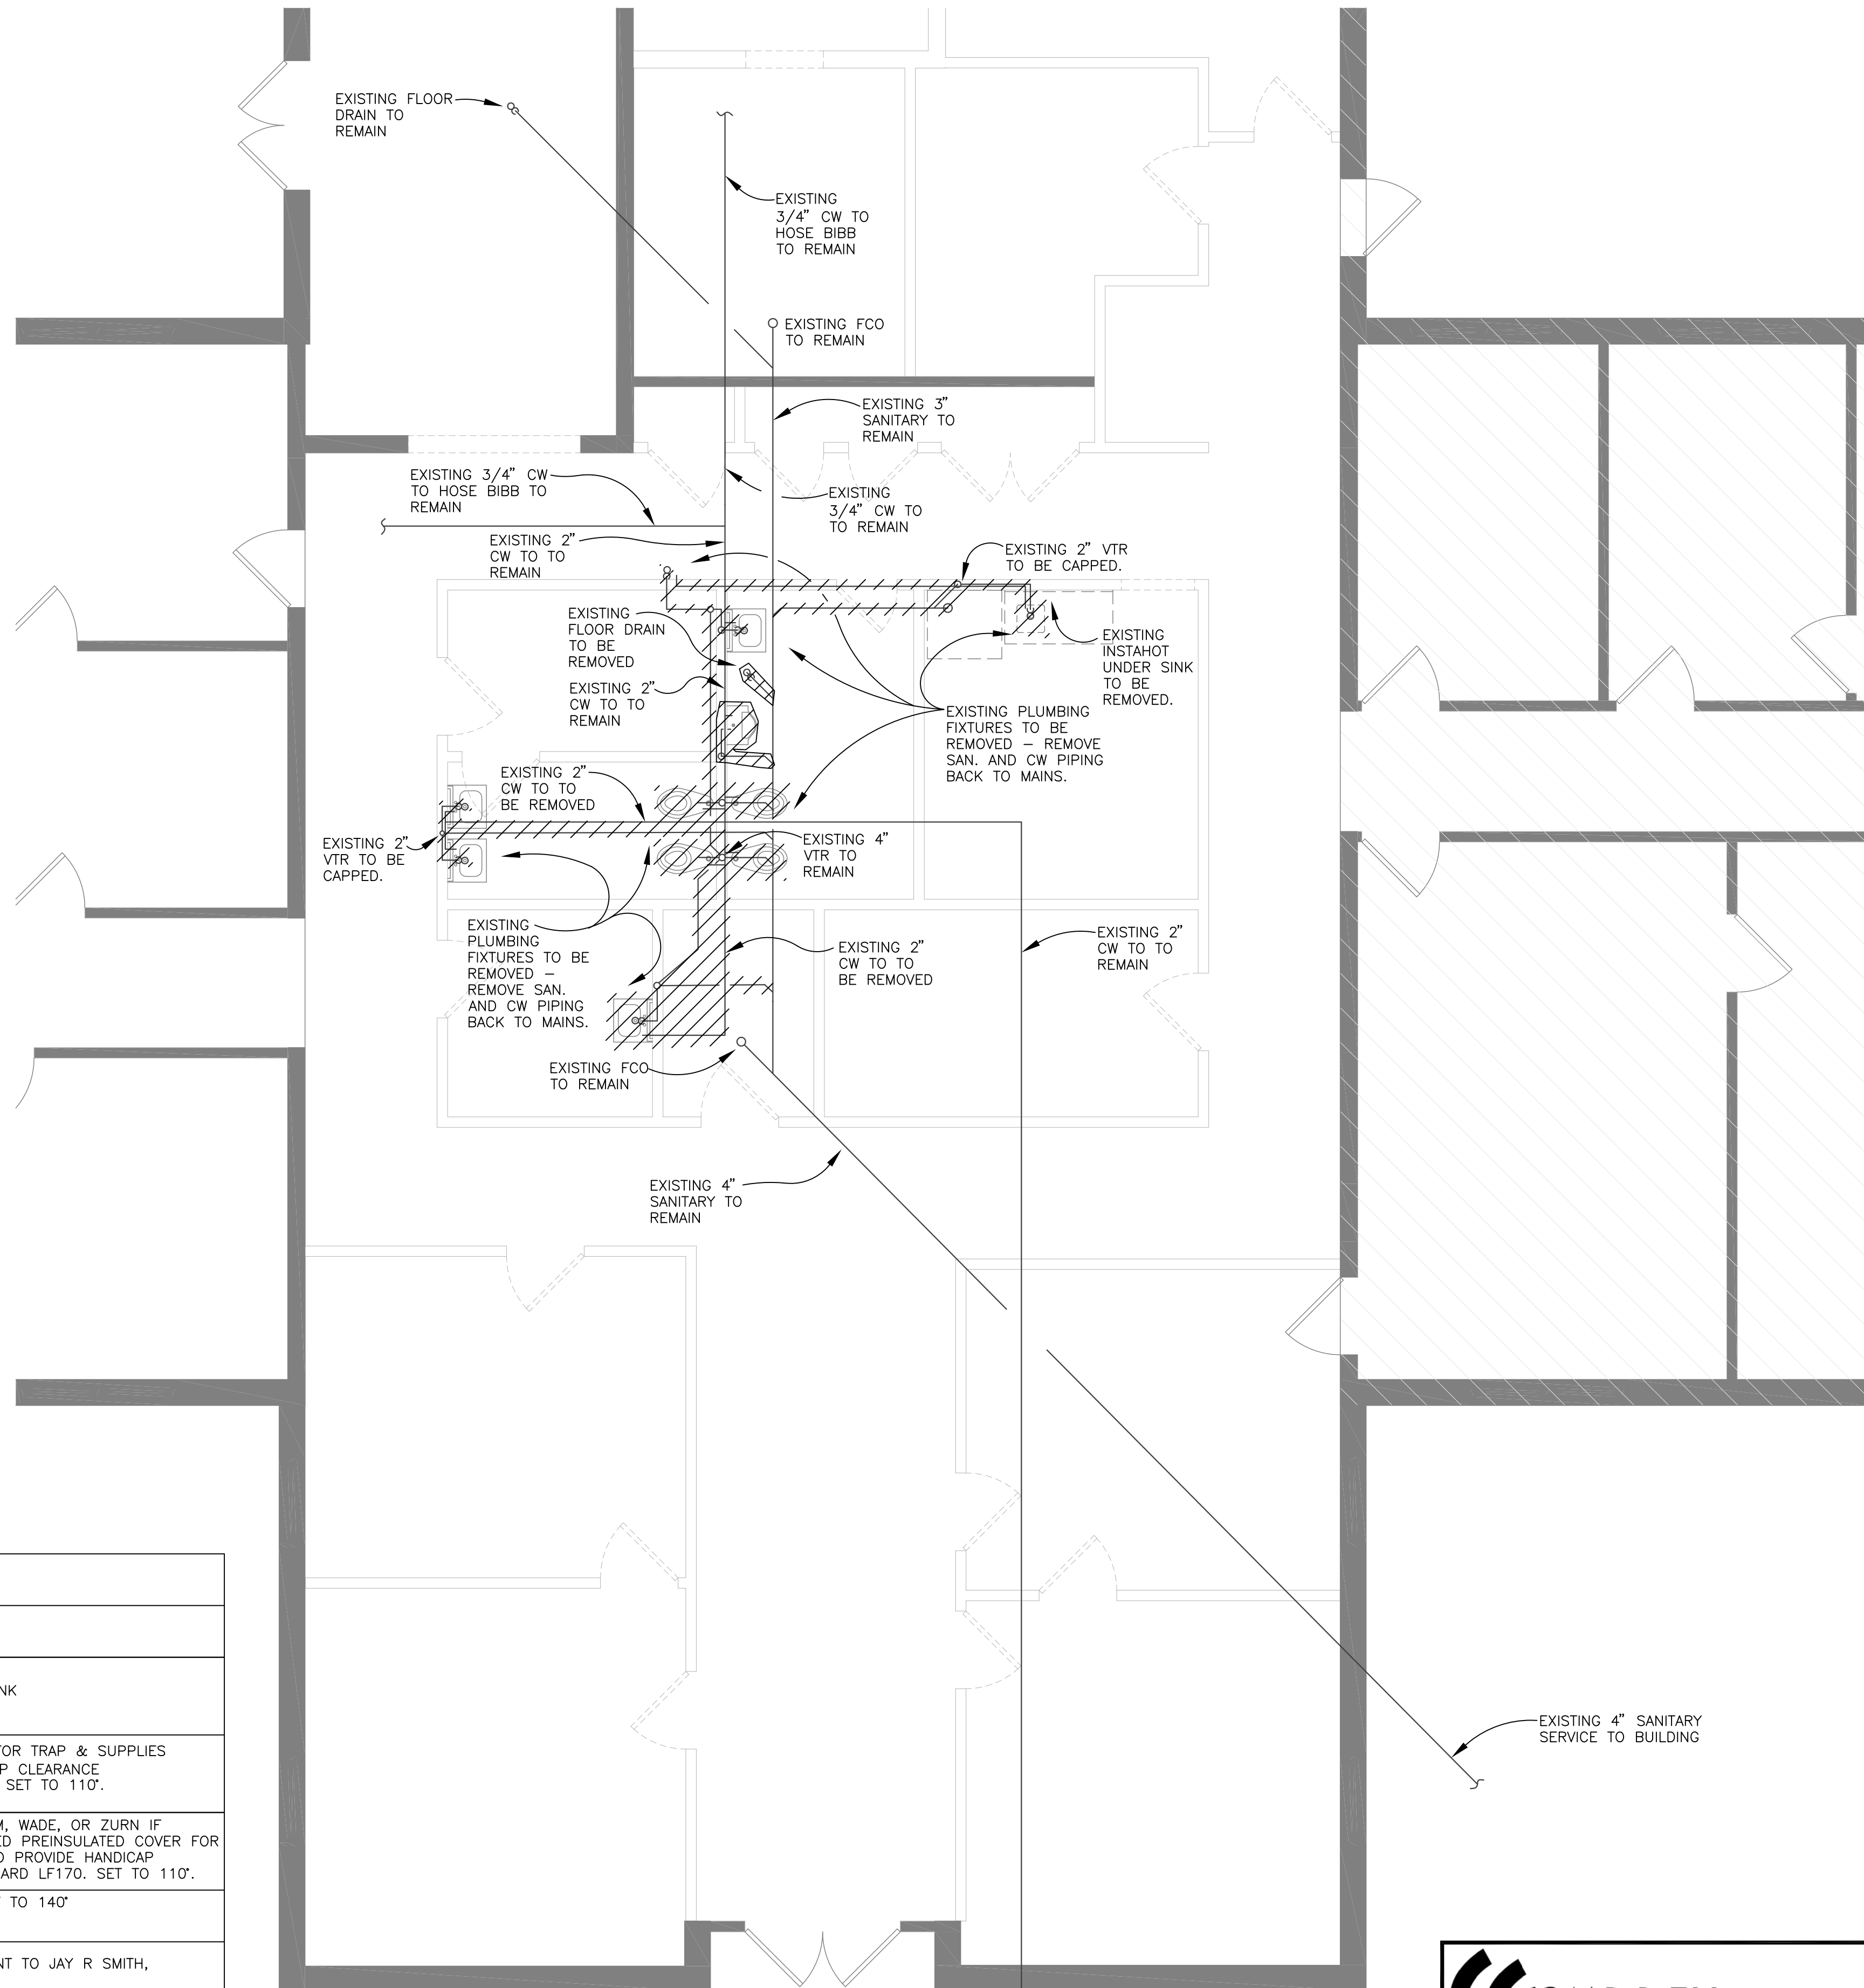 EXISTING FLOOR
DRAIN TO
REMAIN
EXISTING
3/4" CW TO
HOSE BIBB
TO REMAIN
EXISTING FCO
TO REMAIN
EXISTING 3"
SANITARY TO
REMAIN
EXISTING 3/4" CW
TO HOSE BIBB TO
REMAIN
EXISTING
3/4" CW TO
TO REMAIN
EXISTING 2"
CW TO TO
REMAIN
EXISTING 2" VTR
TO BE CAPPED.
EXISTING
FLOOR DRAIN
TO BE
REMOVED
EXISTING
INSTAHOT
UNDER SINK
TO BE
REMOVED.
EXISTING 2"
CW TO TO
REMAIN
EXISTING PLUMBING
FIXTURES TO BE
REMOVED – REMOVE
SAN. AND CW PIPING
BACK TO MAINS.
EXISTING 2"
CW TO TO
BE REMOVED
EXISTING 2"
VTR TO BE
CAPPED.
EXISTING 4"
VTR TO
REMAIN
EXISTING
PLUMBING
FIXTURES TO BE
REMOVED –
REMOVE SAN.
AND CW PIPING
BACK TO MAINS.
EXISTING 2"
CW TO TO
BE REMOVED
EXISTING 2"
CW TO TO
REMAIN
EXISTING FCO
TO REMAIN
EXISTING 4"
SANITARY TO
REMAIN
EXISTING 4" SANITARY
SERVICE TO BUILDING
NK
TOR TRAP & SUPPLIES
P CLEARANCE
SET TO 110°.
M, WADE, OR ZURN IF
ED PREINSULATED COVER FOR
D PROVIDE HANDICAP
ARD LF170. SET TO 110°.
T TO 140°
NT TO JAY R SMITH,